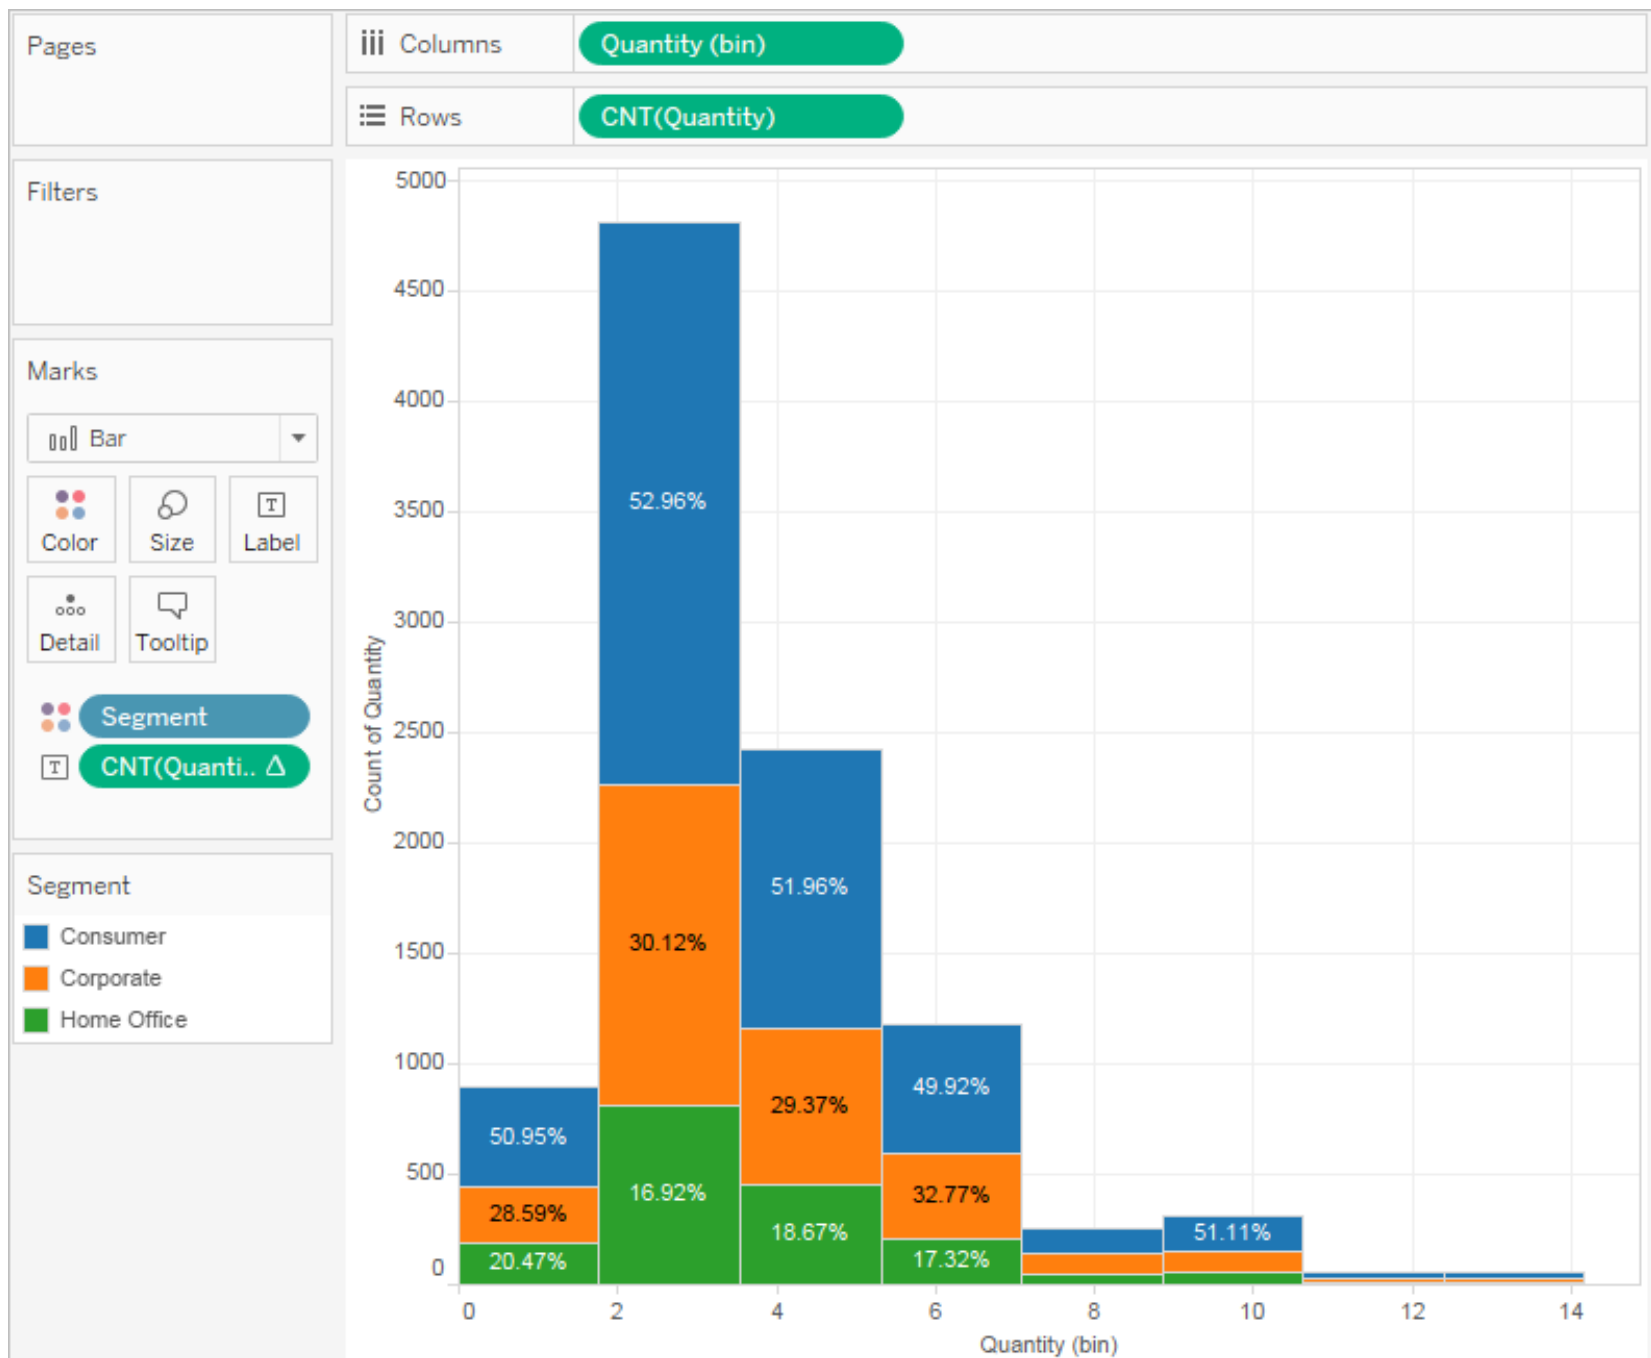 Pages
Columns
Quantity (bin)
Rows
CNT(Quantity)
Filters
Marks
Bar
Color
Size
T
Label
Detail
Tooltip
Segment
T
CNT(Quanti.. Δ
Segment
Consumer
Corporate
Home Office
Count of Quantity
5000
4500
4000
3500
3000
2500
2000
1500
1000
500
0
50.95%
28.59%
20.47%
52.96%
30.12%
16.92%
51.96%
29.37%
18.67%
49.92%
32.77%
17.32%
51.11%
0 2 4 6 8 10 12 14
Quantity (bin)